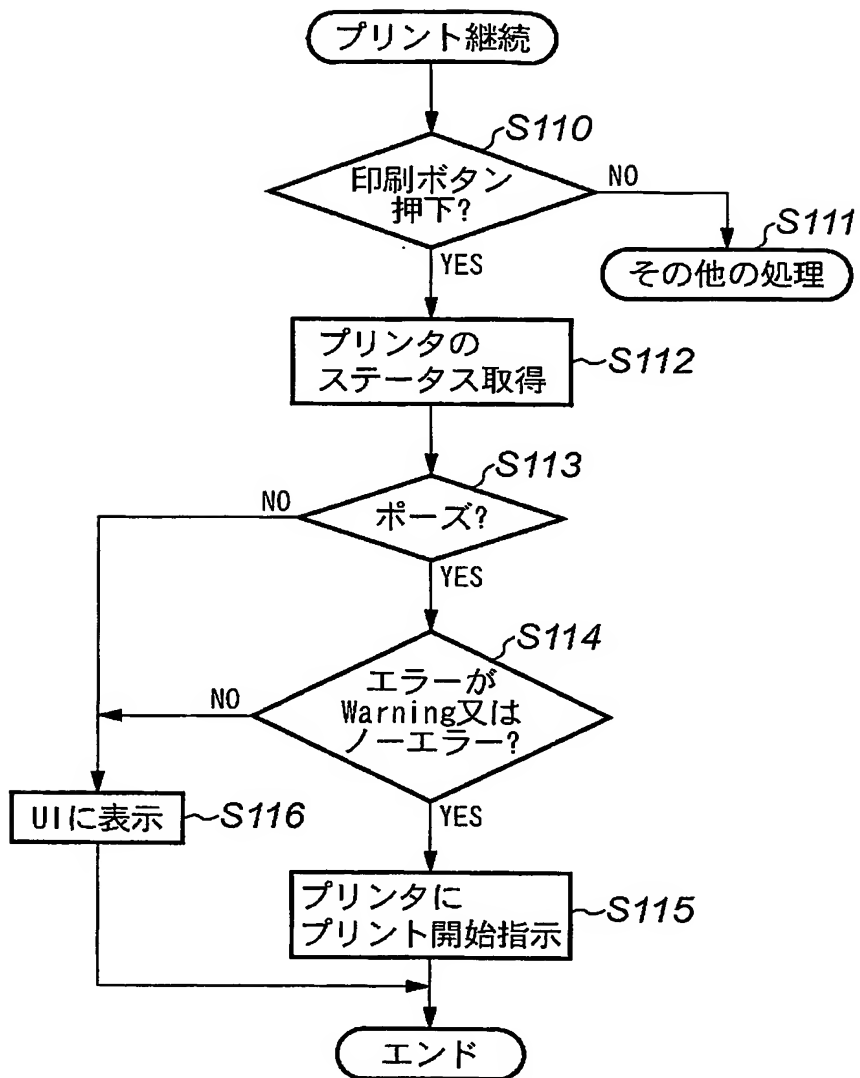 プリント継続
S110
印刷ボタン
押下?
NO
S111
その他の処理
YES
プリンタの
ステータス取得
S112
S113
NO
ポーズ?
YES
S114
エラーが
Warning又は
ノーエラー?
NO
UIに表示
S116
YES
プリンタに
プリント開始指示
S115
エンド